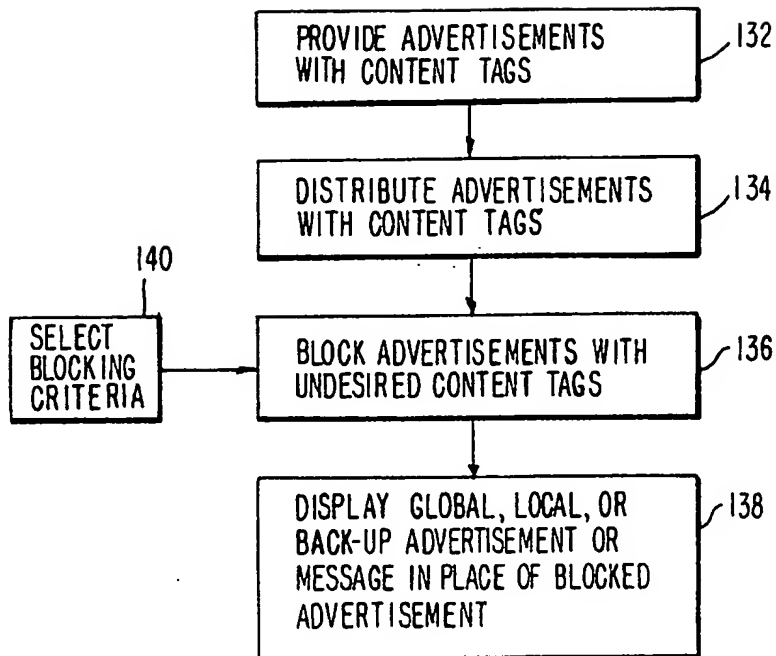 PROVIDE ADVERTISEMENTS
WITH CONTENT TAGS
132
DISTRIBUTE ADVERTISEMENTS
WITH CONTENT TAGS
134
140
SELECT
BLOCKING
CRITERIA
BLOCK ADVERTISEMENTS WITH
UNDESIRED CONTENT TAGS
136
DISPLAY GLOBAL, LOCAL, OR
BACK-UP ADVERTISEMENT OR
MESSAGE IN PLACE OF BLOCKED
ADVERTISEMENT
138